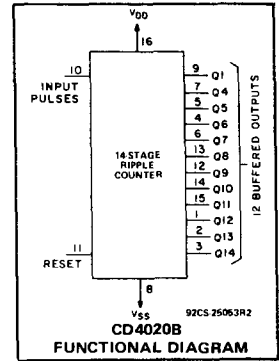 VDD
16
10
INPUT
PULSES
14-STAGE
RIPPLE
COUNTER
11
RESET
9 Q1
7 Q4
5 Q5
4 Q6
6 Q7
13 Q8
12 Q9
14 Q10
15 Q11
1 Q12
2 Q13
3 Q14
12 BUFFERED OUTPUTS
8
VSS
92CS-25063R2
CD4020B
FUNCTIONAL DIAGRAM